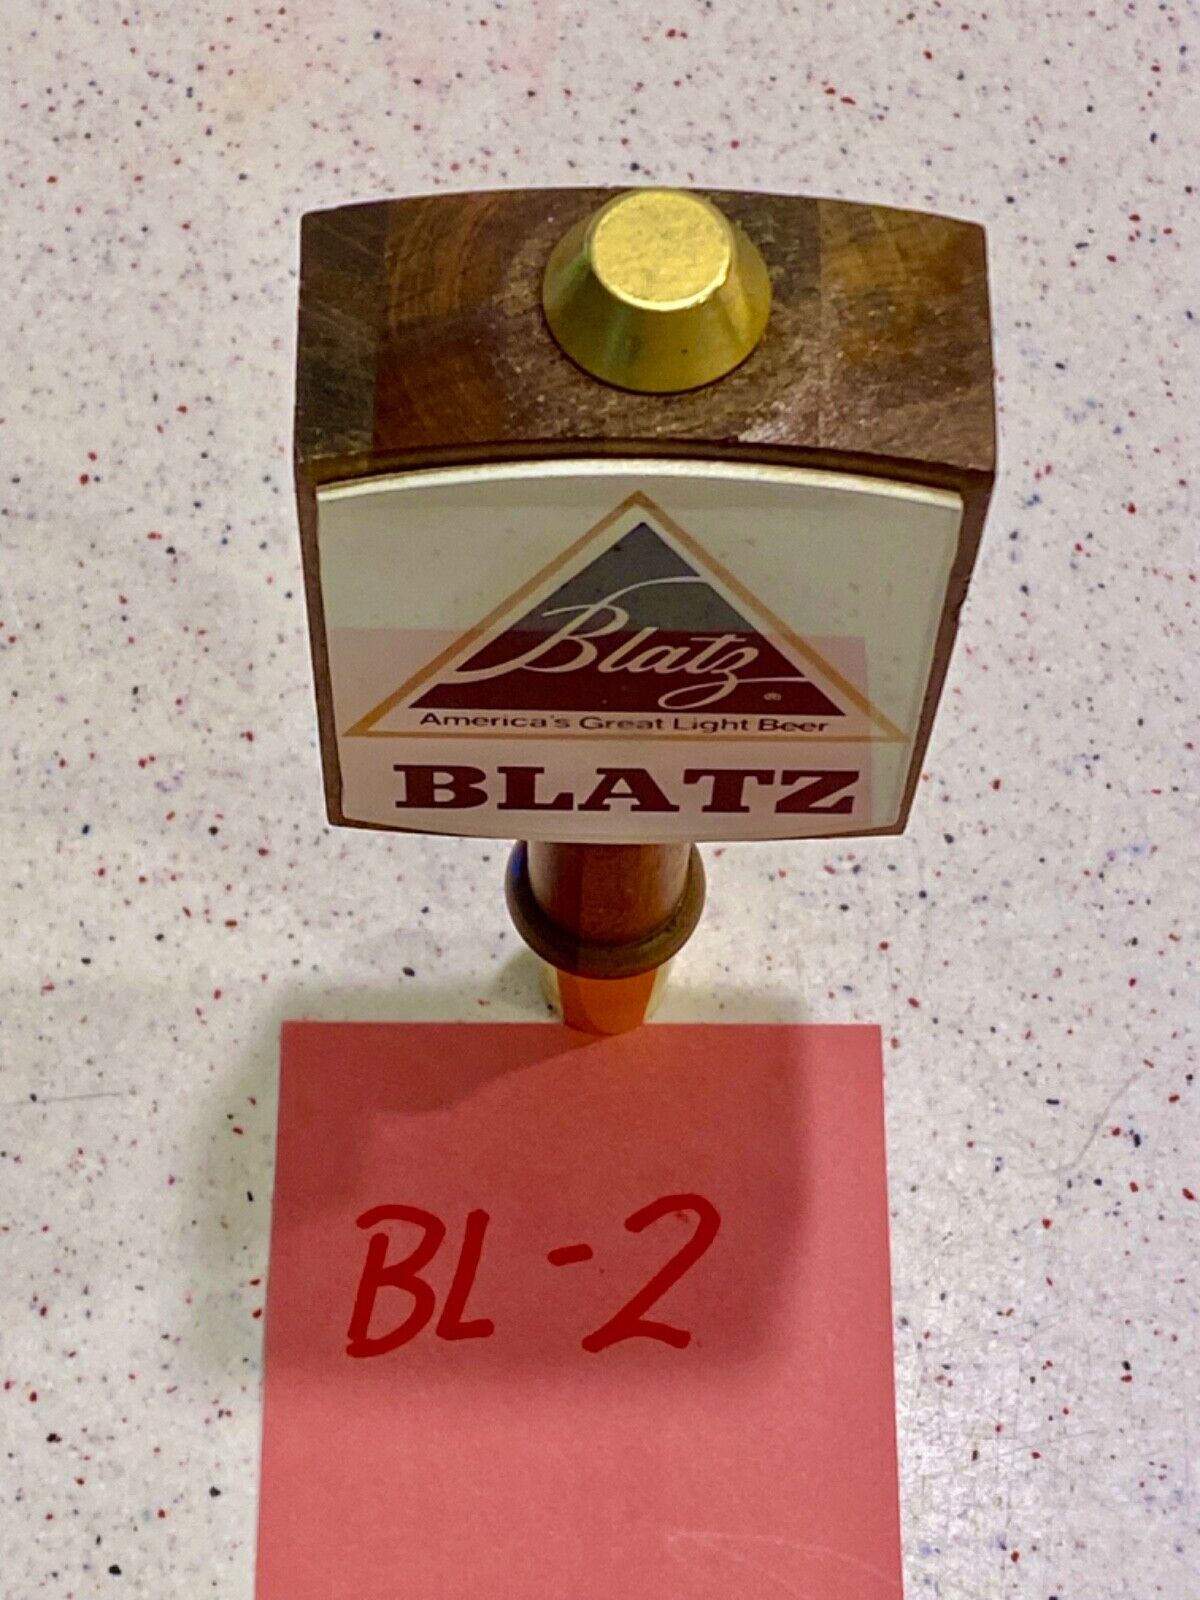 Blatz ®
America's Great Light Beer
BLATZ
BL-2